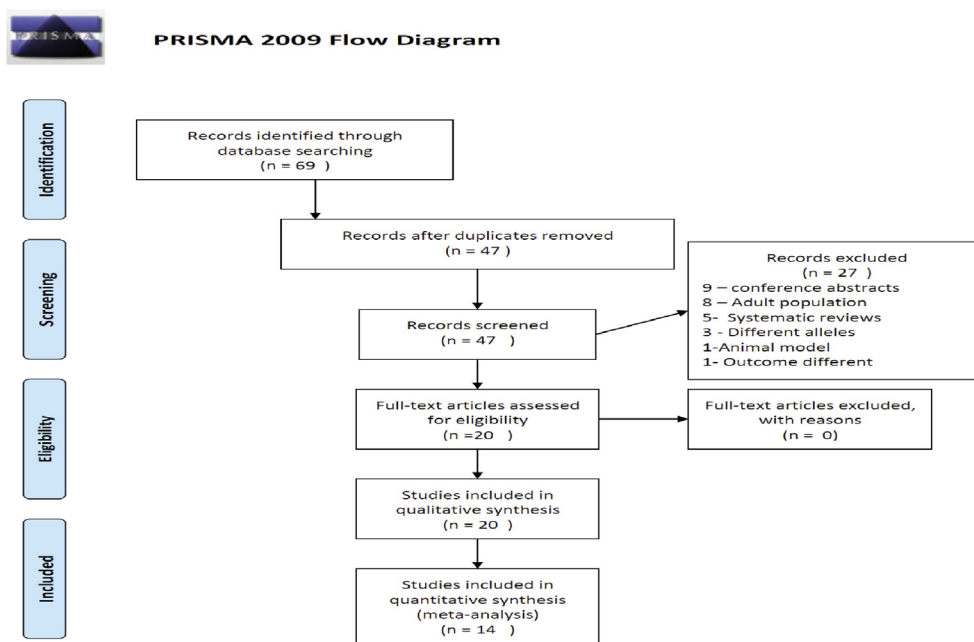 PRISMA
PRISMA 2009 Flow Diagram
Identification
Records identified through
database searching
(n = 69 )
Records after duplicates removed
(n = 47 )
Screening
Records screened
(n = 47 )
Records excluded
(n = 27 )
9 – conference abstracts
8 – Adult population
5- Systematic reviews
3 - Different alleles
1-Animal model
1- Outcome different
Eligibility
Full-text articles assessed
for eligibility
(n =20 )
Full-text articles excluded,
with reasons
(n = 0)
Studies included in
qualitative synthesis
(n = 20 )
Included
Studies included in
quantitative synthesis
(meta-analysis)
(n = 14 )